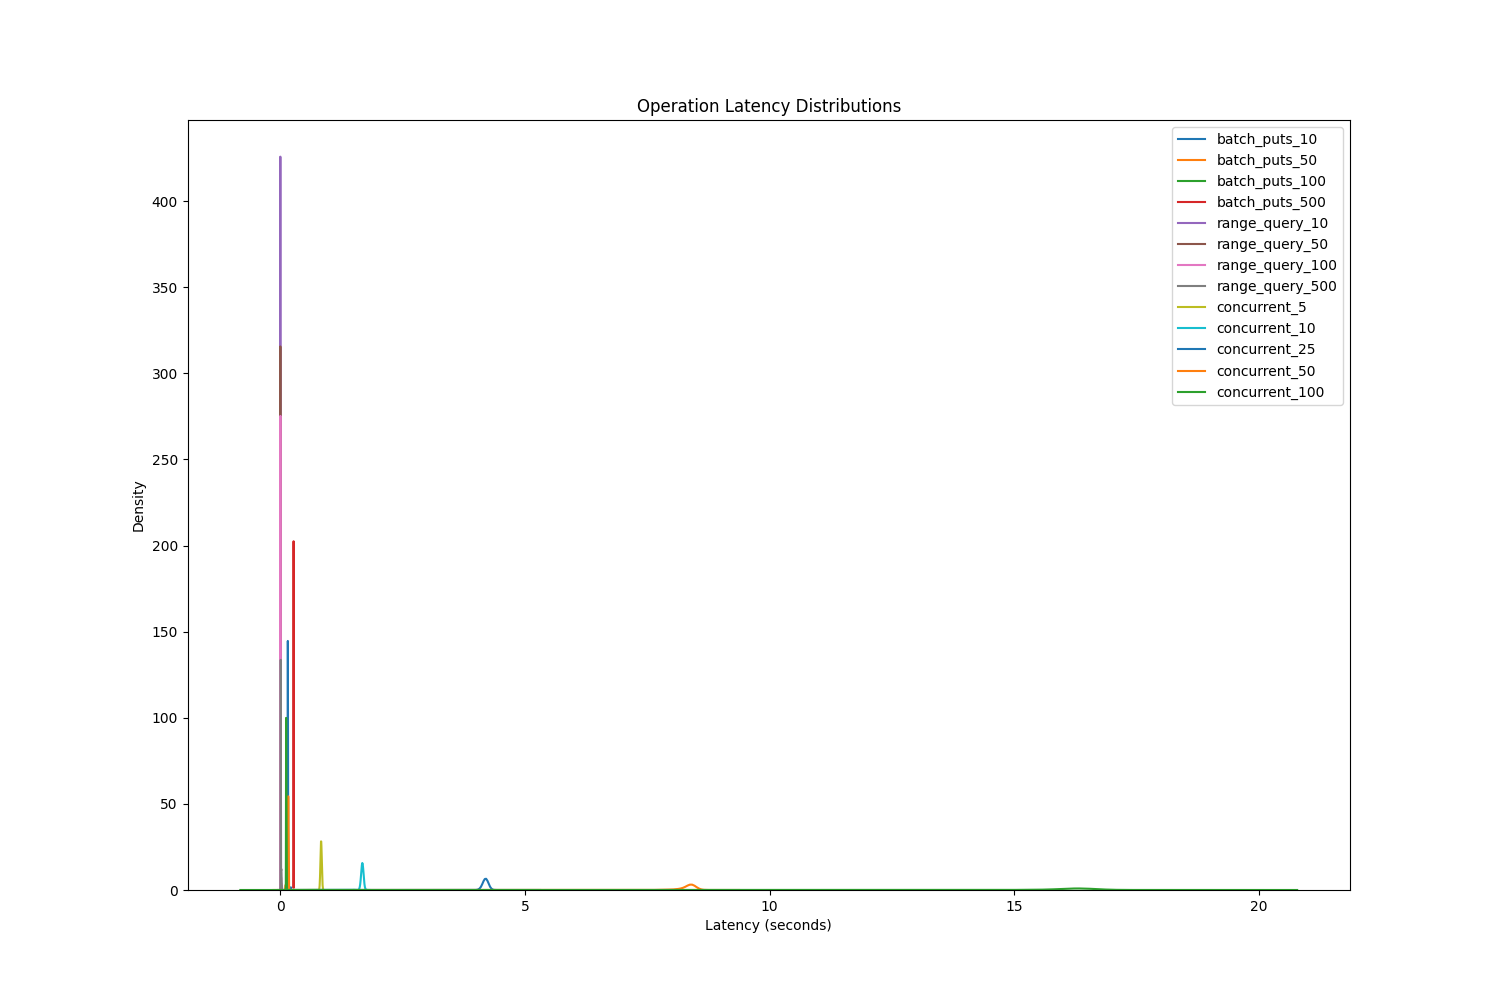 Operation Latency Distributions
batch_puts_10
batch_puts_50
batch_puts_100
batch_puts_500
range_query_10
range_query_50
range_query_100
range_query_500
concurrent_5
concurrent_10
concurrent_25
concurrent_50
concurrent_100
Density
400
350
300
250
200
150
100
50
0
0 5 10 15 20
Latency (seconds)